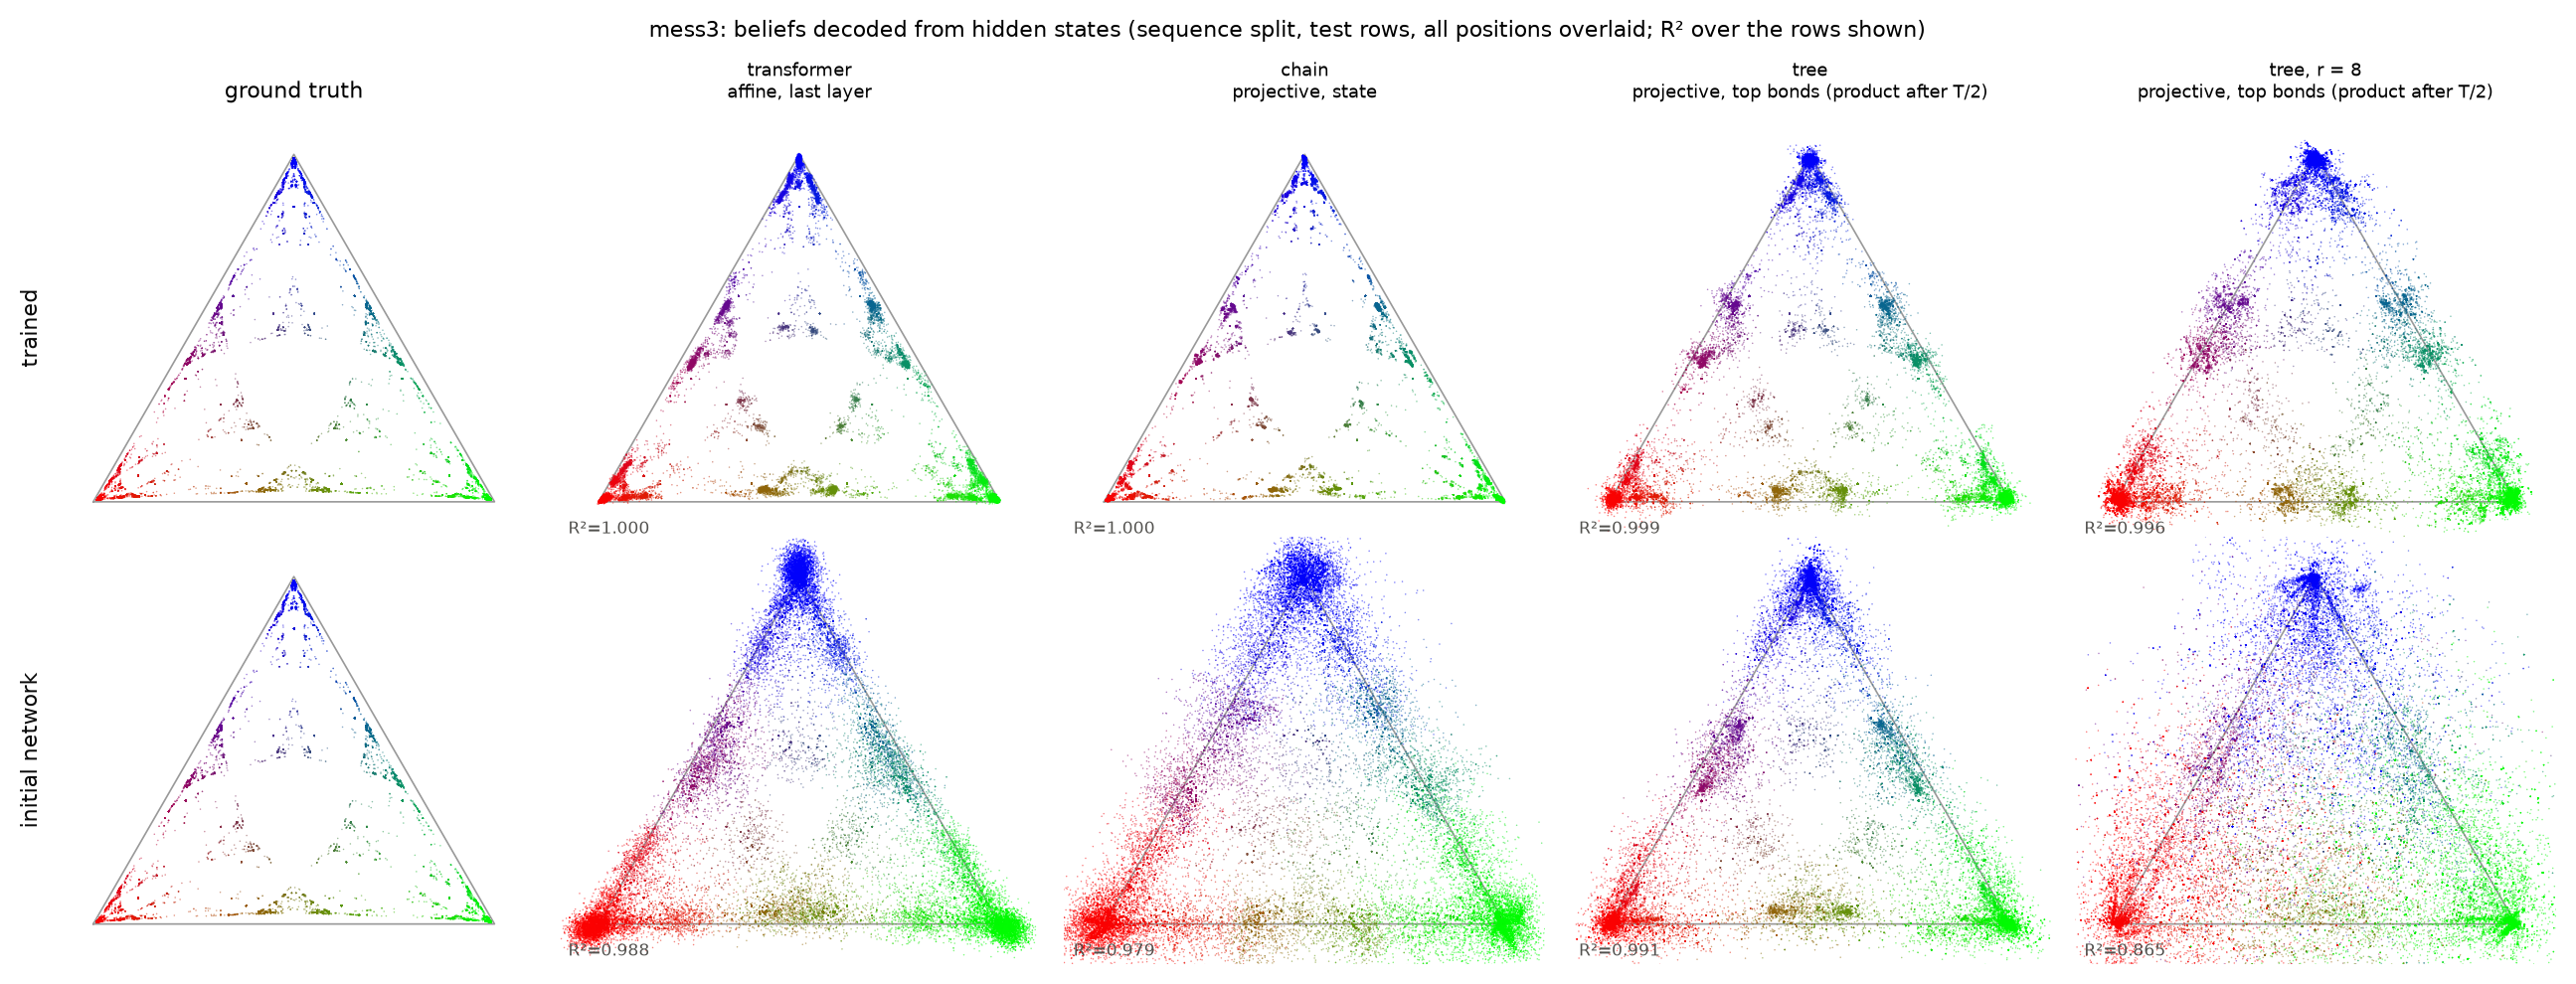 mess3: beliefs decoded from hidden states (sequence split, test rows, all positions overlaid; R² over the rows shown)
ground truth
transformer
affine, last layer
chain
projective, state
tree
projective, top bonds (product after T/2)
tree, r = 8
projective, top bonds (product after T/2)
trained
R²=1.000
R²=1.000
R²=0.999
R²=0.996
initial network
R²=0.988
R²=0.979
R²=0.991
R²=0.865